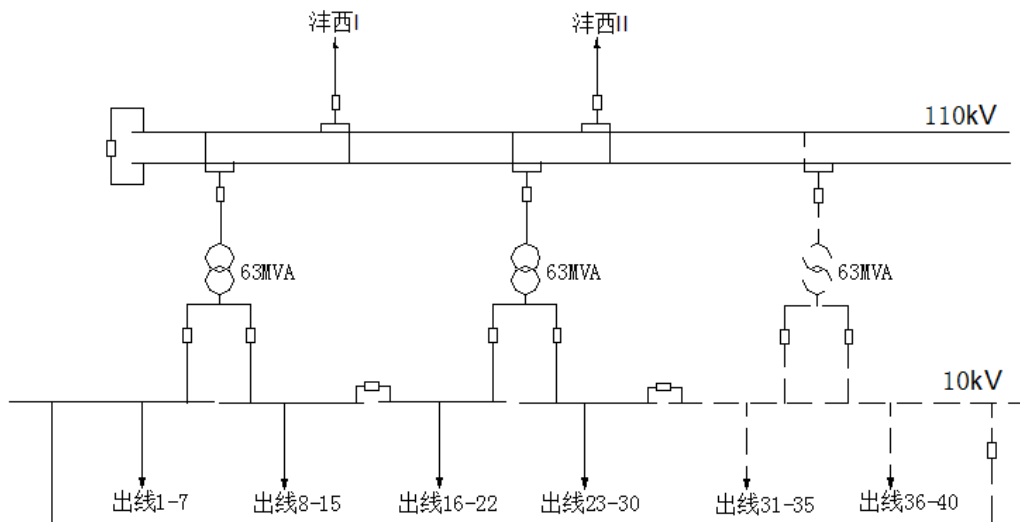 沣西I
沣西II
110kV
63MVA
63MVA
63MVA
10kV
出线1-7
出线8-15
出线16-22
出线23-30
出线31-35
出线36-40